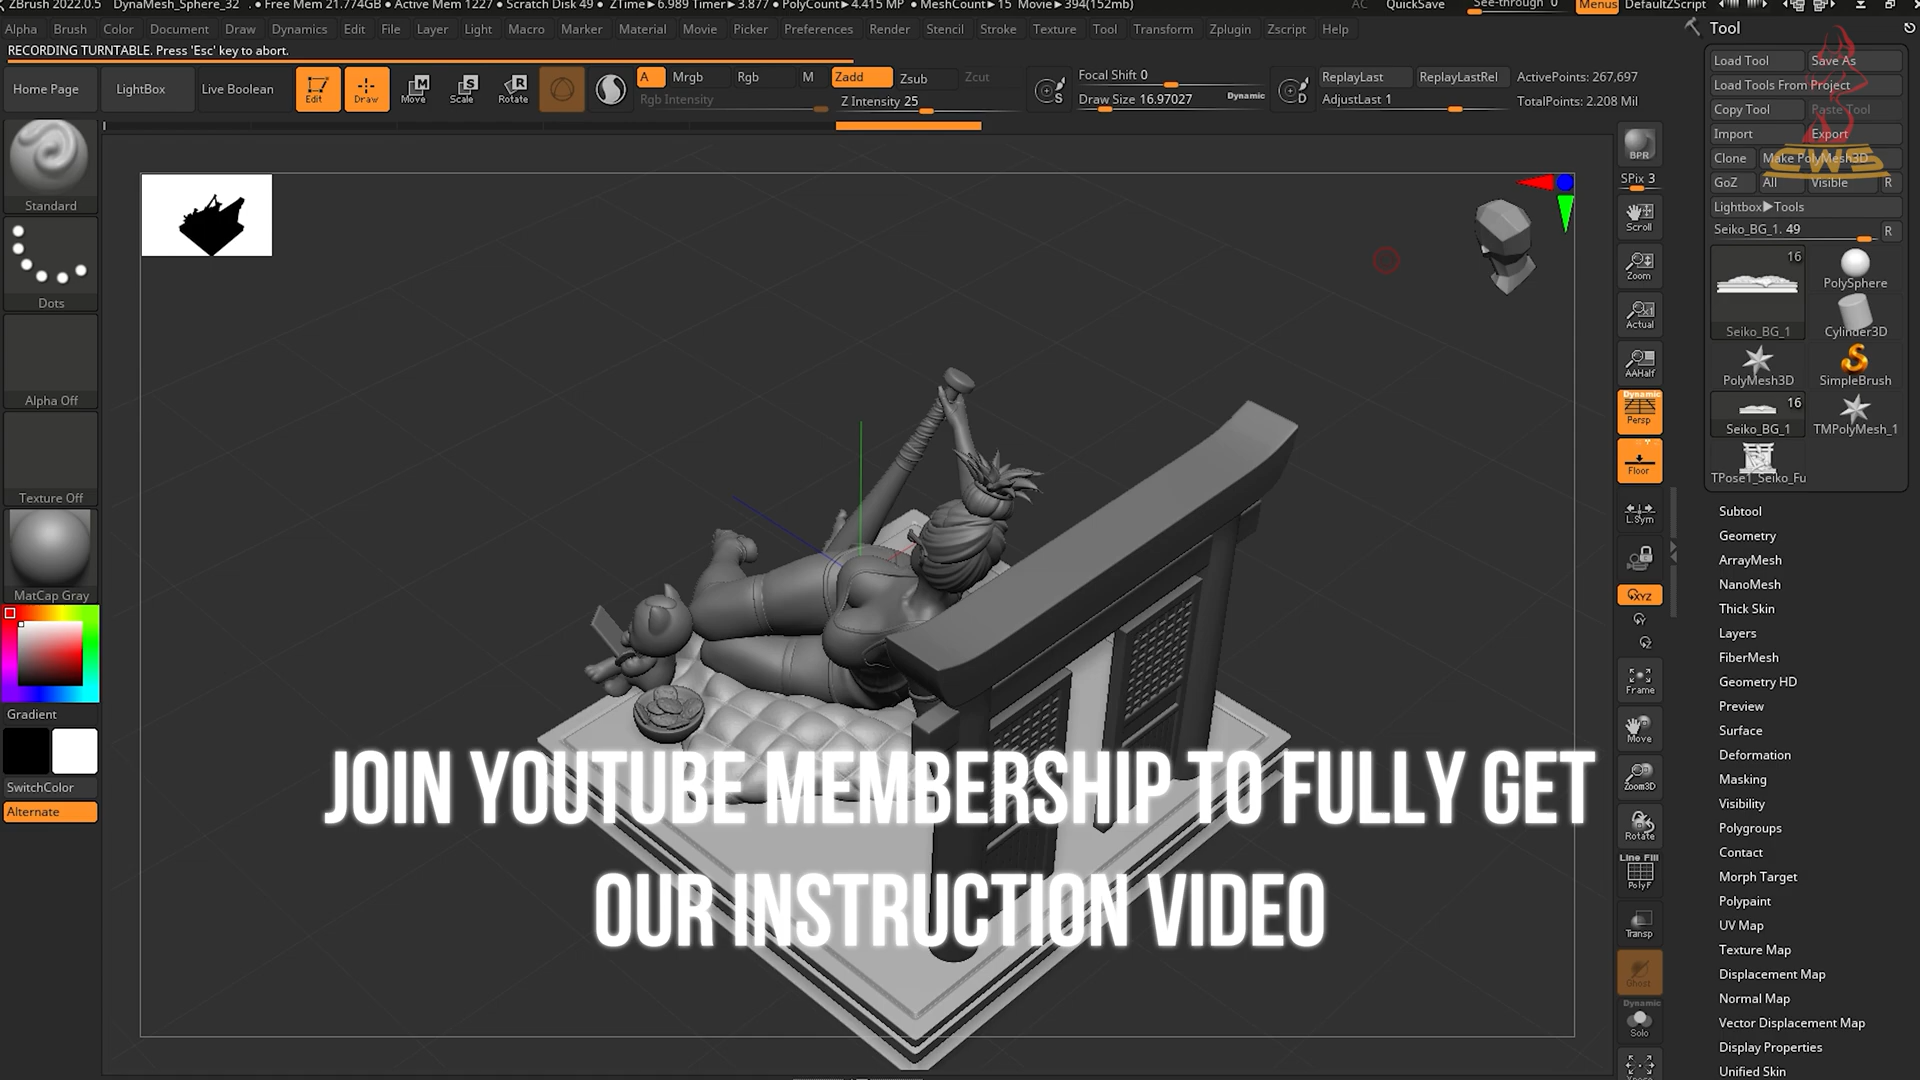 ZBrush 2022.0.5 DynaMesh_Sphere_32 . • Free Mem 21.774GB • Active Mem 1227 • Scratch Disk 49 • ZTime▶6.989 Timer▶3.877 • PolyCount▶4.415 MP • MeshCount▶15 Movie▶394(152mb) AC QuickSave See-through 0 Menus DefaultZScript
Alpha Brush Color Document Draw Dynamics Edit File Layer Light Macro Marker Material Movie Picker Preferences Render Stencil Stroke Texture Tool Transform Zplugin Zscript Help
RECORDING TURNTABLE. Press 'Esc' key to abort.
Home Page LightBox Live Boolean Edit Draw Move Scale Rotate
A Mrgb Rgb M Zadd Zsub Zcut
Rgb Intensity Z Intensity 25
Focal Shift 0
Draw Size 16.97027 Dynamic
ReplayLast ReplayLastRel ActivePoints: 267,697
AdjustLast 1 TotalPoints: 2.208 Mil
Standard
Dots
Alpha Off
Texture Off
MatCap Gray
Gradient
SwitchColor
Alternate
BPR
SPix 3
Scroll
Zoom
Actual
AAHalf
Dynamic
Persp
Floor
L.Sym
XYZ
Frame
Move
Zoom3D
Rotate
Line Fill
PolyF
Transp
Ghost
Dynamic
Solo
Tool
Load Tool Save As
Load Tools From Project
Copy Tool Paste Tool
Import Export
Clone Make PolyMesh3D
GoZ All Visible R
CWS
Lightbox▶Tools
Seiko_BG_1. 49 R
16
PolySphere
Seiko_BG_1 Cylinder3D
PolyMesh3D SimpleBrush
16
Seiko_BG_1 TMPolyMesh_1
TPose1_Seiko_Fu
Subtool
Geometry
ArrayMesh
NanoMesh
Thick Skin
Layers
FiberMesh
Geometry HD
Preview
Surface
Deformation
Masking
Visibility
Polygroups
Contact
Morph Target
Polypaint
UV Map
Texture Map
Displacement Map
Normal Map
Vector Displacement Map
Display Properties
Unified Skin
JOIN YOUTUBE MEMBERSHIP TO FULLY GET
OUR INSTRUCTION VIDEO